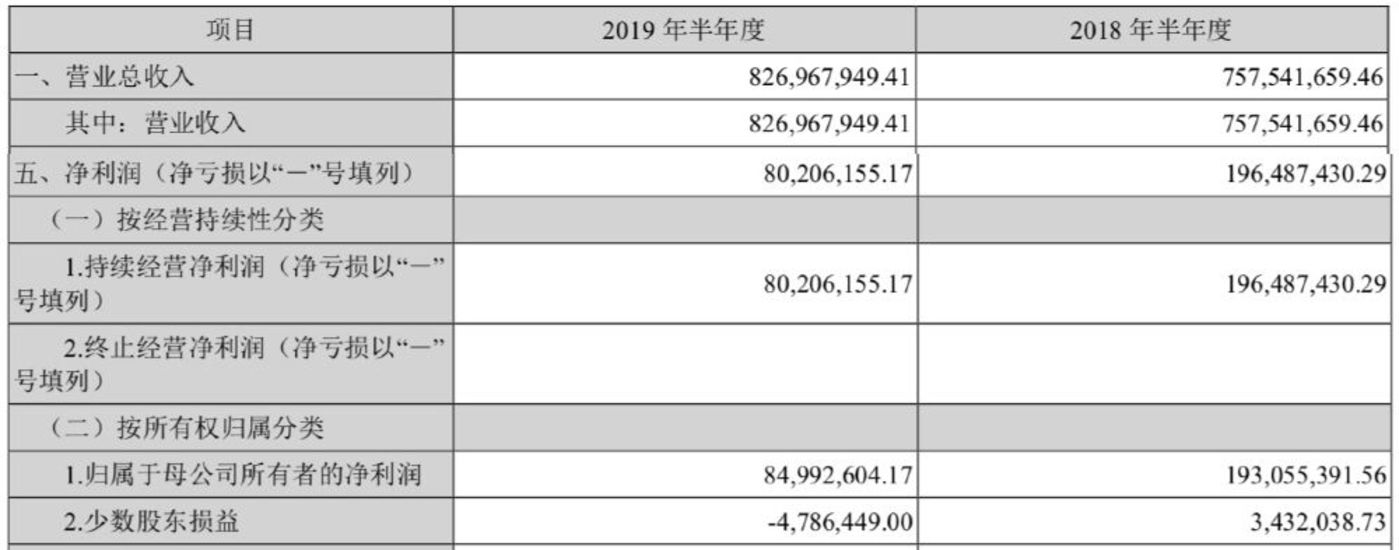 项目 2019 年半年度 2018 年半年度
一、营业总收入 826,967,949.41 757,541,659.46
其中：营业收入 826,967,949.41 757,541,659.46
五、净利润（净亏损以“－”号填列） 80,206,155.17 196,487,430.29
（一）按经营持续性分类
1.持续经营净利润（净亏损以“－”
号填列） 80,206,155.17 196,487,430.29
2.终止经营净利润（净亏损以“－”
号填列）
（二）按所有权归属分类
1.归属于母公司所有者的净利润 84,992,604.17 193,055,391.56
2.少数股东损益 -4,786,449.00 3,432,038.73